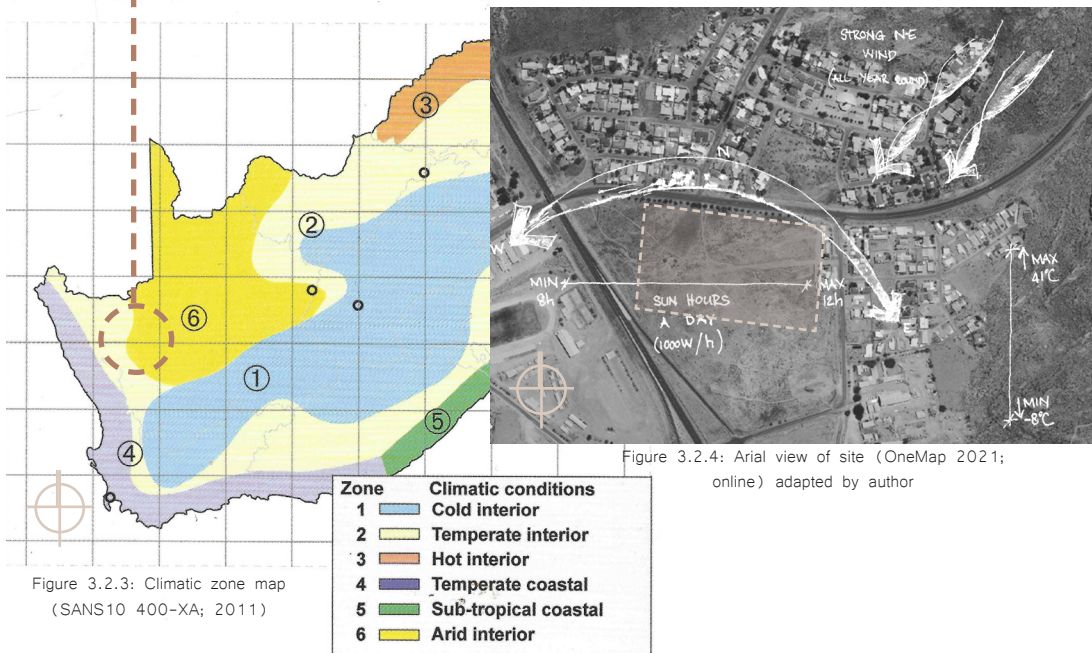 ③
②
⑥
①
⑤
④
STRONG NE
WIND
(ALL YEAR ROUND)
N
W
E
MIN
8h
MAX
12h
SUN HOURS
A DAY
(1000W/h)
MAX
41°C
MIN
-8°C
Figure 3.2.4: Arial view of site (OneMap 2021;
online) adapted by author
Zone Climatic conditions
1 Cold interior
2 Temperate interior
3 Hot interior
4 Temperate coastal
5 Sub-tropical coastal
6 Arid interior
Figure 3.2.3: Climatic zone map
(SANS10 400-XA; 2011)